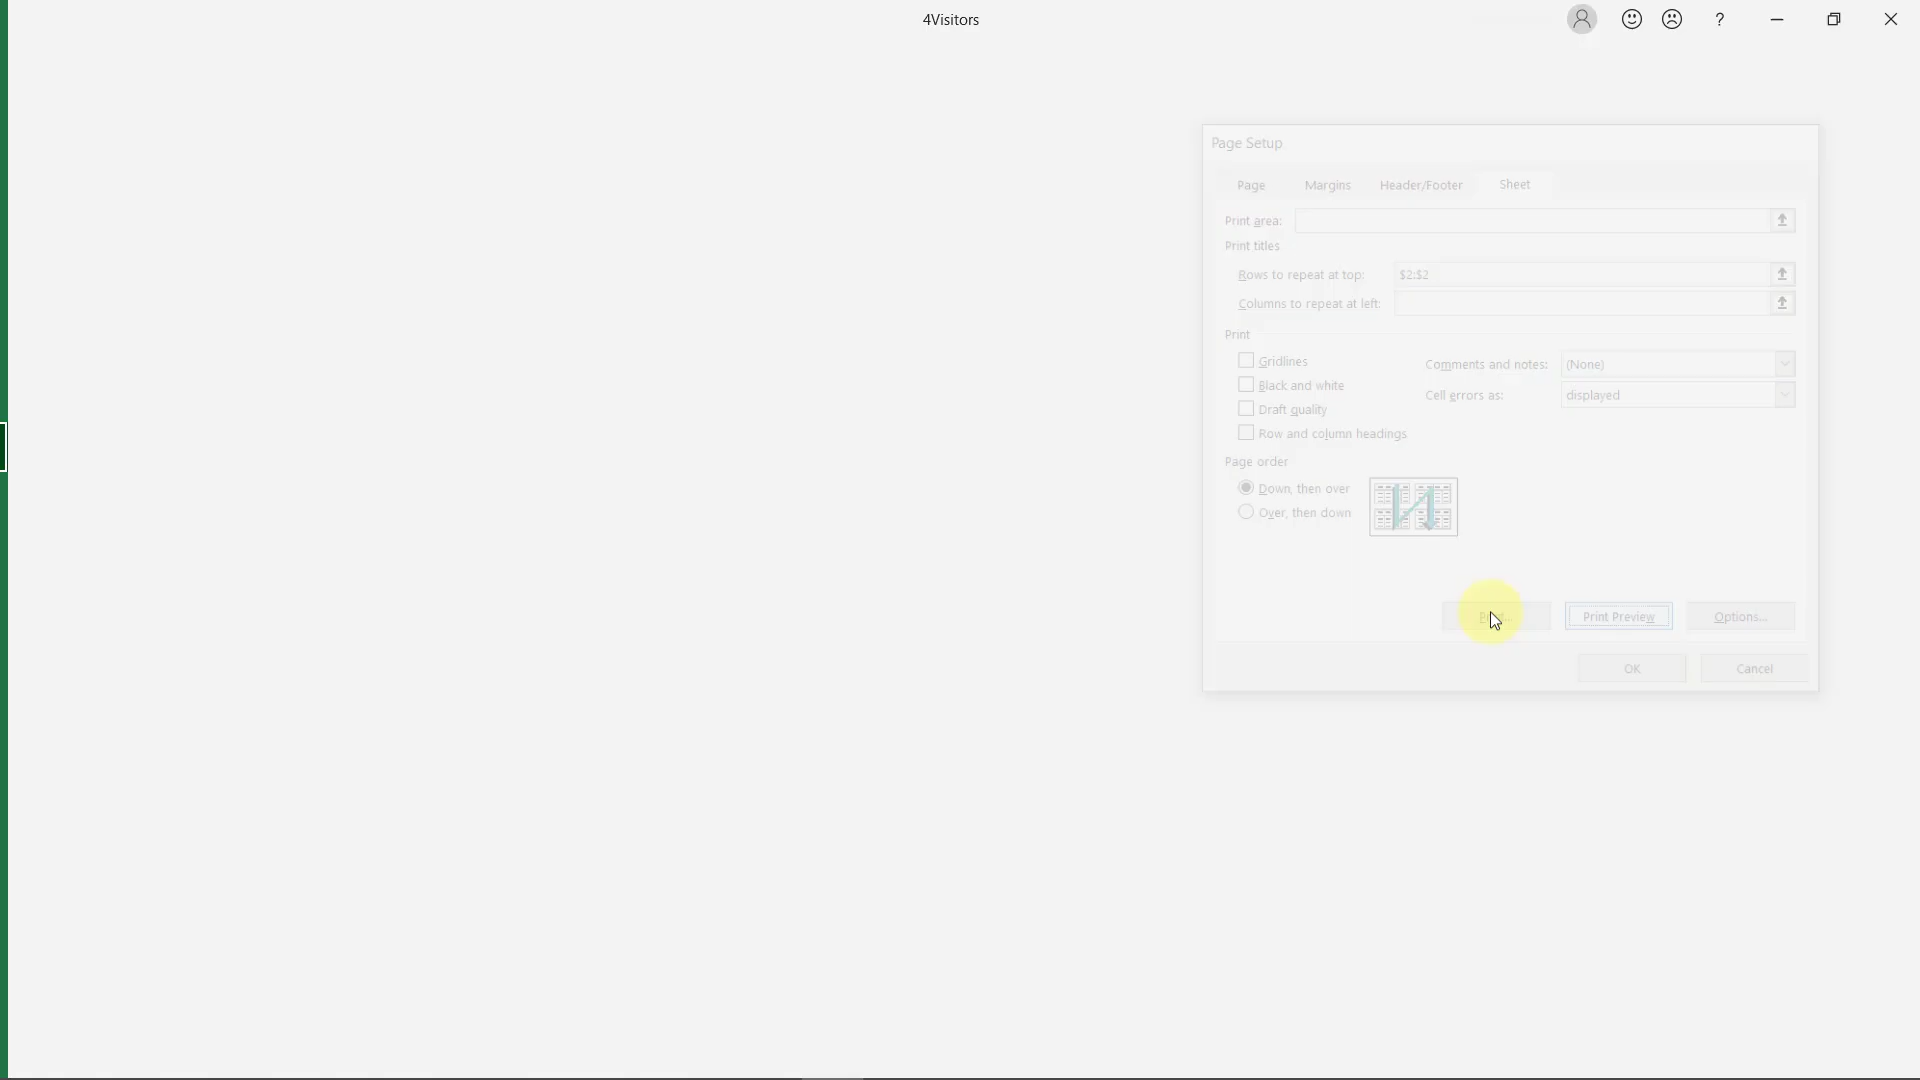 4Visitors
?
Page Setup
Page Margins Header/Footer Sheet
Print area:
Print titles
Rows to repeat at top: $2:$2
Columns to repeat at left:
Print
Gridlines Comments and notes: (None)
Black and white Cell errors as: displayed
Draft quality
Row and column headings
Page order
Down, then over
Over, then down
Print Preview Options...
OK Cancel